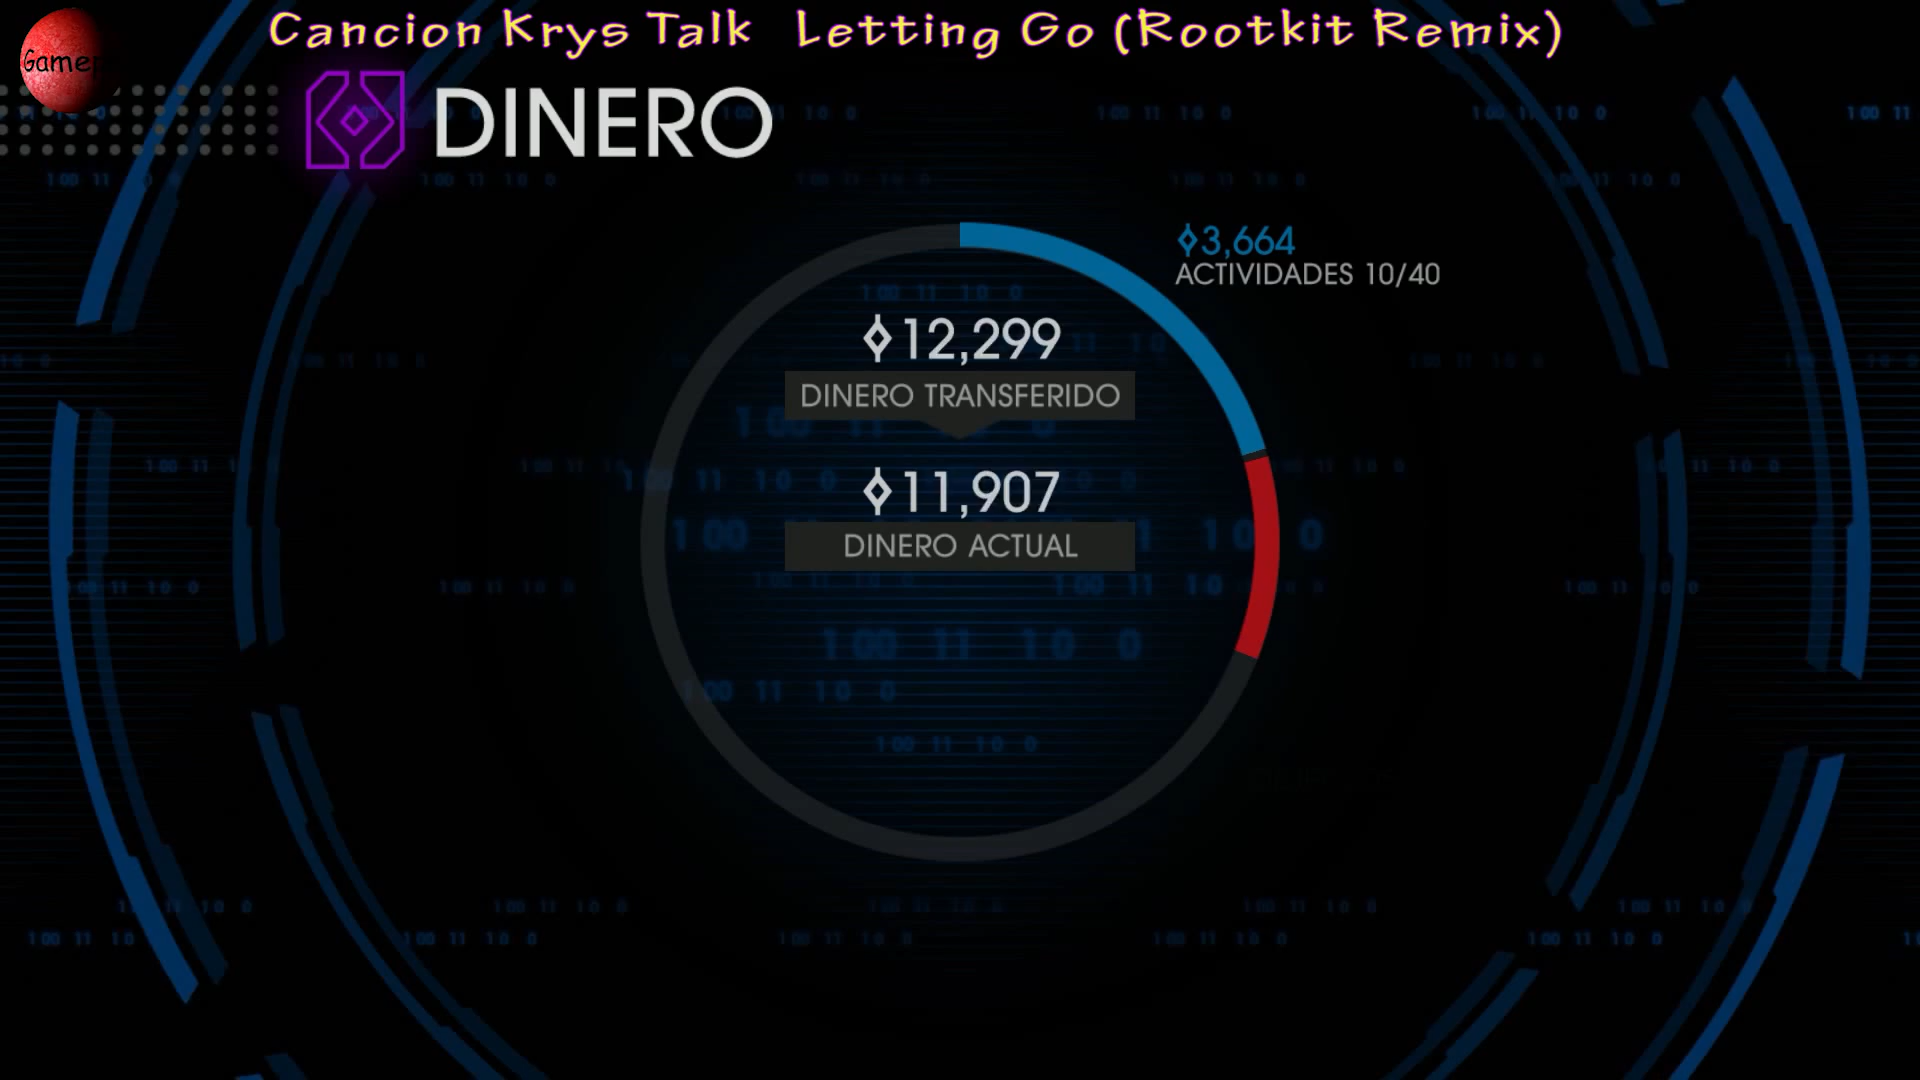 Cancion Krys Talk Letting Go (Rootkit Remix)
Game
DINERO
3,664
ACTIVIDADES 10/40
12,299
DINERO TRANSFERIDO
11,907
DINERO ACTUAL